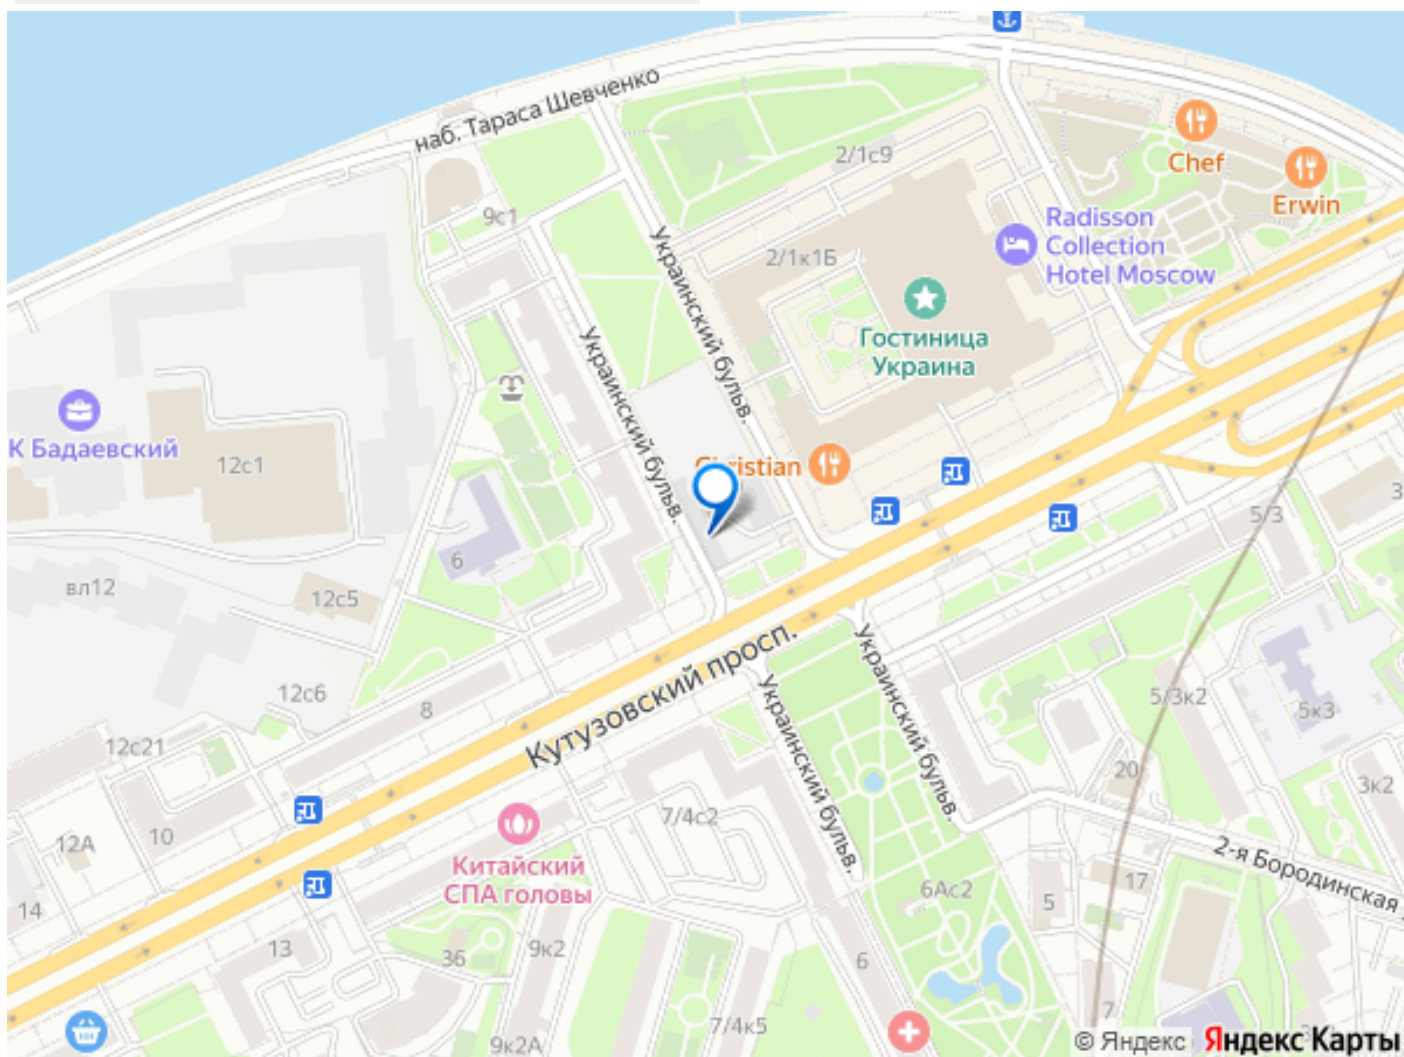 наб. Тараса Шевченко
2/1с9
Chef
Erwin
9с1
Украинский бульв.
2/1к1Б
Radisson
Collection
Hotel Moscow
Украинский бульв.
Гостиница
Украина
К Бадаевский
12с1
Christian
5/3
6
вл12
12с5
Украинский бульв.
Кутузовский просп.
Украинский бульв.
12с6
8
5/3к2
5к3
12с21
20
3к2
10
12А
7/4с2
Китайский
СПА головы
2-я Бородинская
6Ас2
17
5
14
13
36
9к2
6
7
7/4к5
9к2А
© Яндекс Яндекс Карты